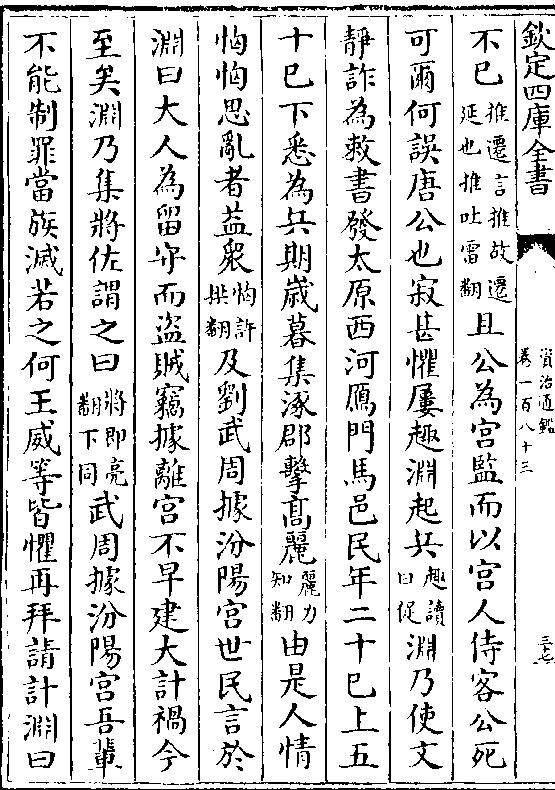 欽定四庫全書
資治通鑑
卷一百八十三
三十七
不已推遷言推故遷延也推吐雷翻且公為宮監而以宮人侍客公死
可爾何誤唐公也寂甚懼屢趣淵起兵趣讀曰促淵乃使文
靜詐為敕書發太原西河鴈門馬邑民年二十已上五
十已下悉為兵期歲暮集涿郡擊高麗麗力知翻由是人情
恟恟思亂者益衆恟許拱翻及劉武周據汾陽宮世民言於
淵曰大人為留守而盜賊竊據離宮不早建大計禍今
至矣淵乃集將佐謂之曰將即亮翻下同武周據汾陽宮吾輩
不能制罪當族滅若之何王威等皆懼再拜請計淵曰